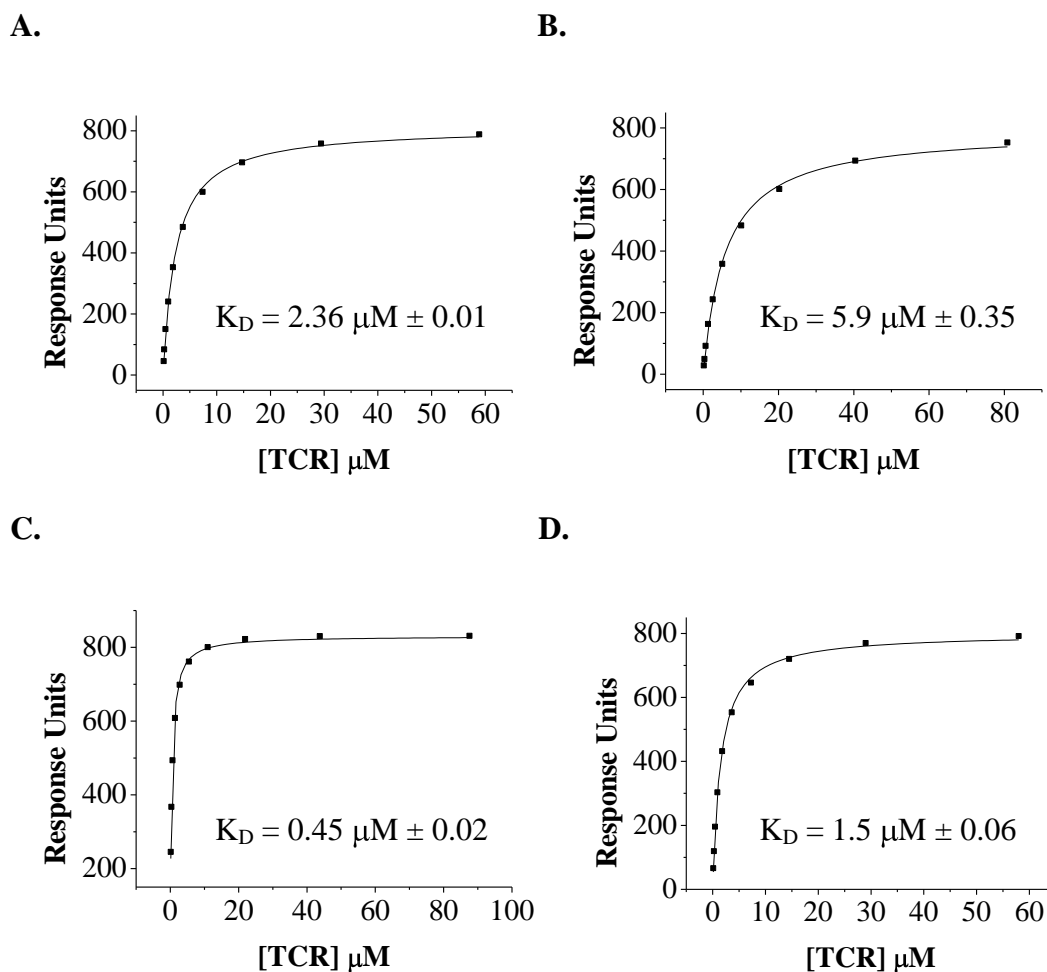 A.
800
600
400
200
0
Response Units
K_D = 2.36 μM ± 0.01
0 10 20 30 40 50 60
[TCR] μM
B.
800
600
400
200
0
Response Units
K_D = 5.9 μM ± 0.35
0 20 40 60 80
[TCR] μM
C.
800
600
400
200
Response Units
K_D = 0.45 μM ± 0.02
0 20 40 60 80 100
[TCR] μM
D.
800
600
400
200
0
Response Units
K_D = 1.5 μM ± 0.06
0 10 20 30 40 50 60
[TCR] μM